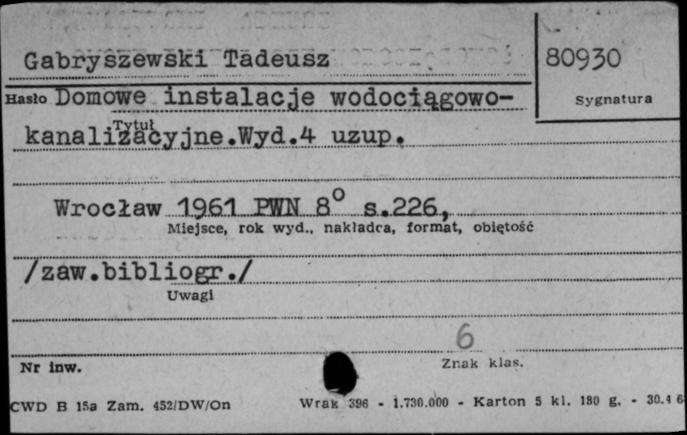 Gabryszewski Tadeusz
80930
Hasło Domowe instalacje wodociągowo-
Sygnatura
Tytuł
kanalizacyjne.Wyd.4 uzup.
Wrocław 1961 PWN 8° s.226,
Miejsce, rok wyd., nakładca, format, objętość
/zaw.bibliogr./
Uwagi
6
Nr inw.
Znak klas.
CWD B 15a Zam. 452/DW/On
Wrak 396 - 1.730.000 - Karton 5 kl. 180 g. - 30.4 6